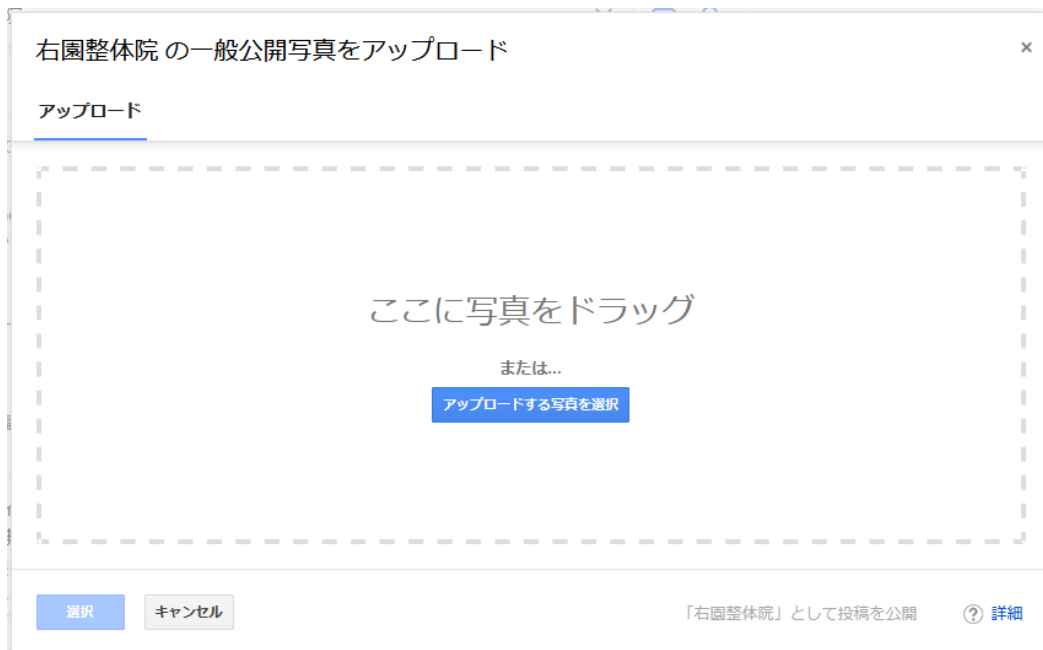 右園整体院 の一般公開写真をアップロード
×
アップロード
ここに写真をドラッグ
または...
アップロードする写真を選択
選択
キャンセル
「右園整体院」として投稿を公開
? 詳細